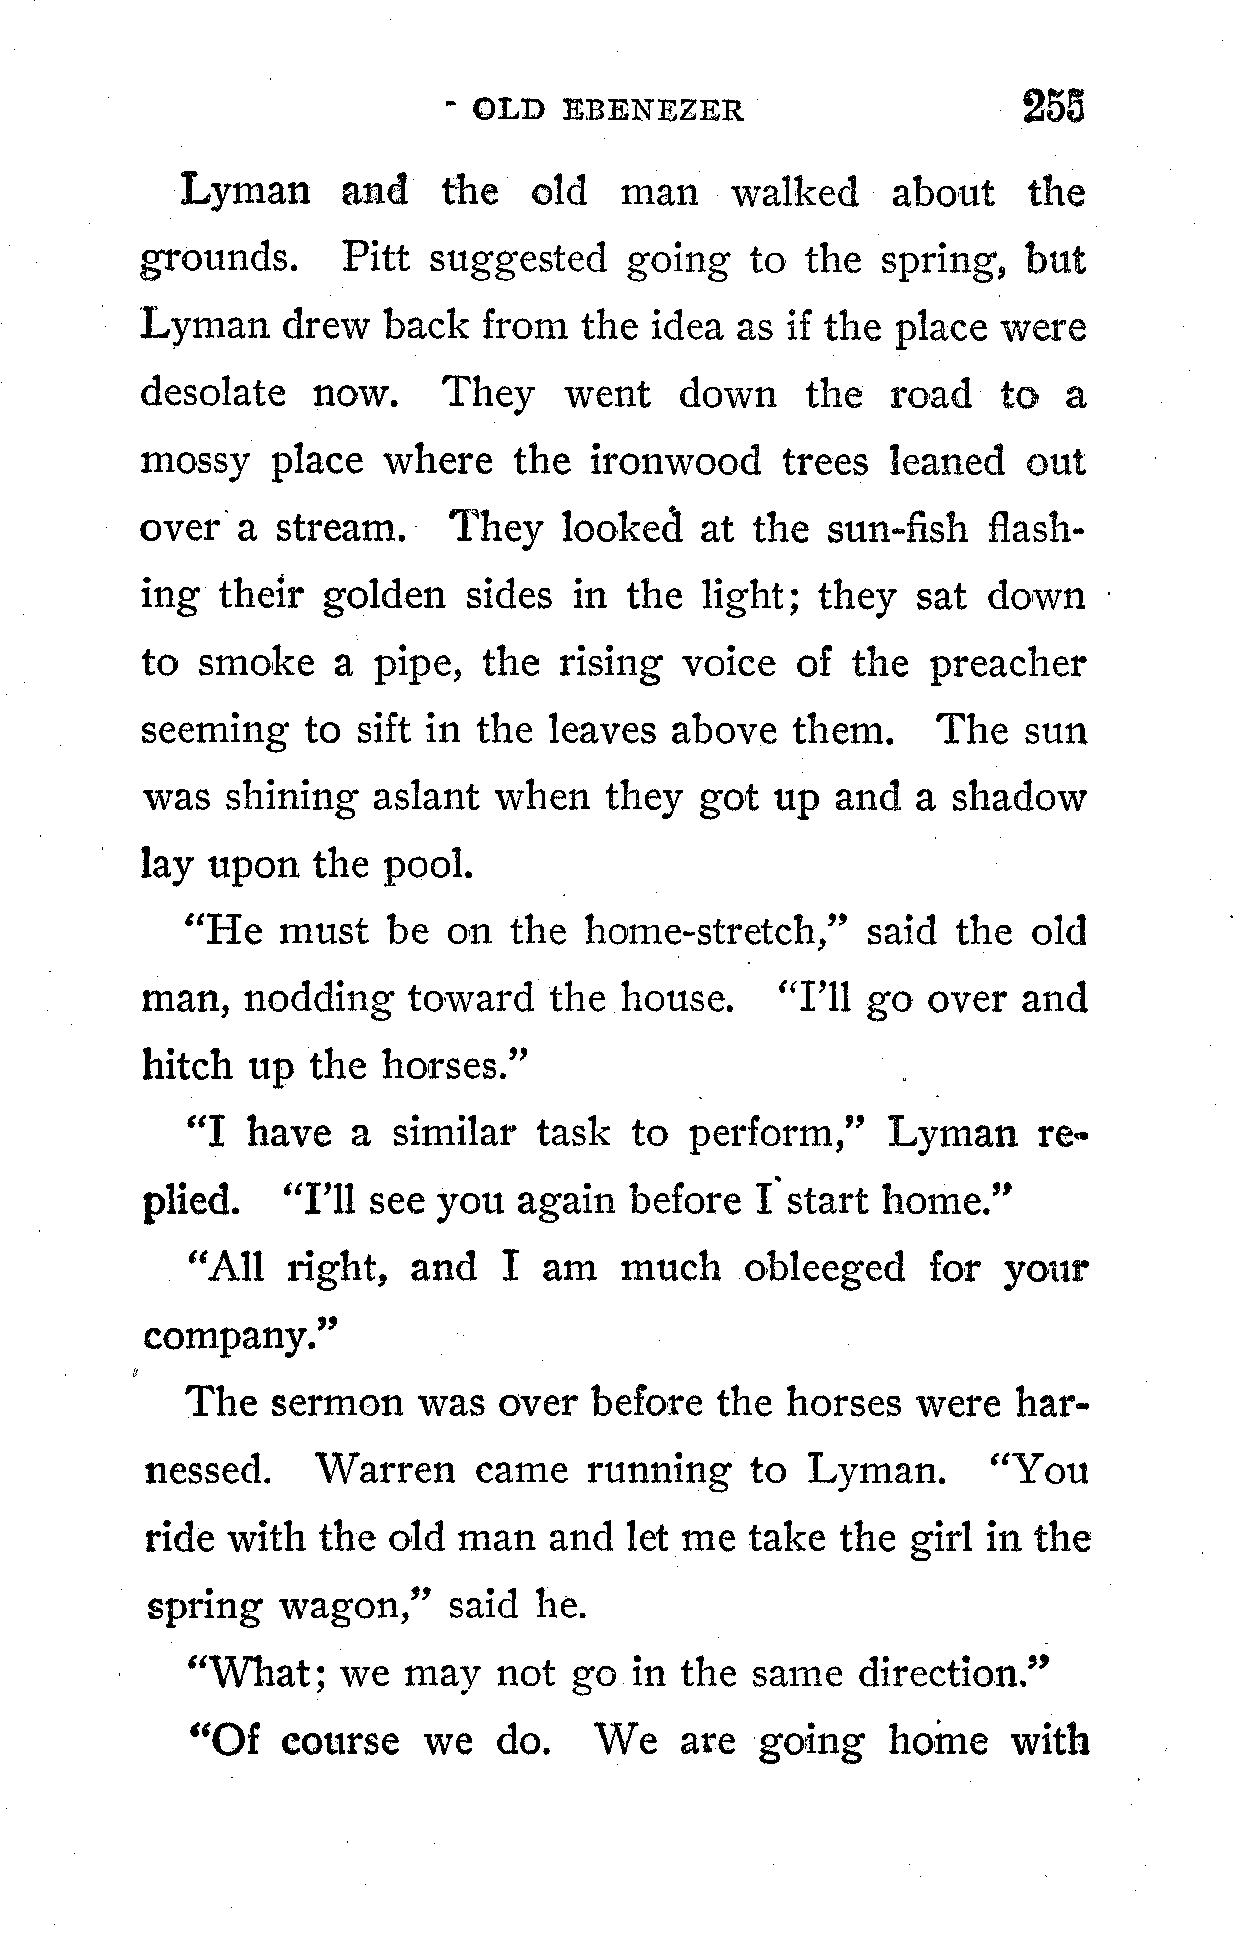 OLD EBENEZER 255
Lyman and the old man walked about the
grounds. Pitt suggested going to the spring, but
Lyman drew back from the idea as if the place were
desolate now. They went down the road to a
mossy place where the ironwood trees leaned out
over a stream. They looked at the sun-fish flash-
ing their golden sides in the light; they sat down
to smoke a pipe, the rising voice of the preacher
seeming to sift in the leaves above them. The sun
was shining aslant when they got up and a shadow
lay upon the pool.
“He must be on the home-stretch,” said the old
man, nodding toward the house. “I’ll go over and
hitch up the horses.”
“I have a similar task to perform,” Lyman re-
plied. “I’ll see you again before I start home.”
“All right, and I am much obleeged for your
company.”
The sermon was over before the horses were har-
nessed. Warren came running to Lyman. “You
ride with the old man and let me take the girl in the
spring wagon,” said he.
“What; we may not go in the same direction.”
“Of course we do. We are going home with